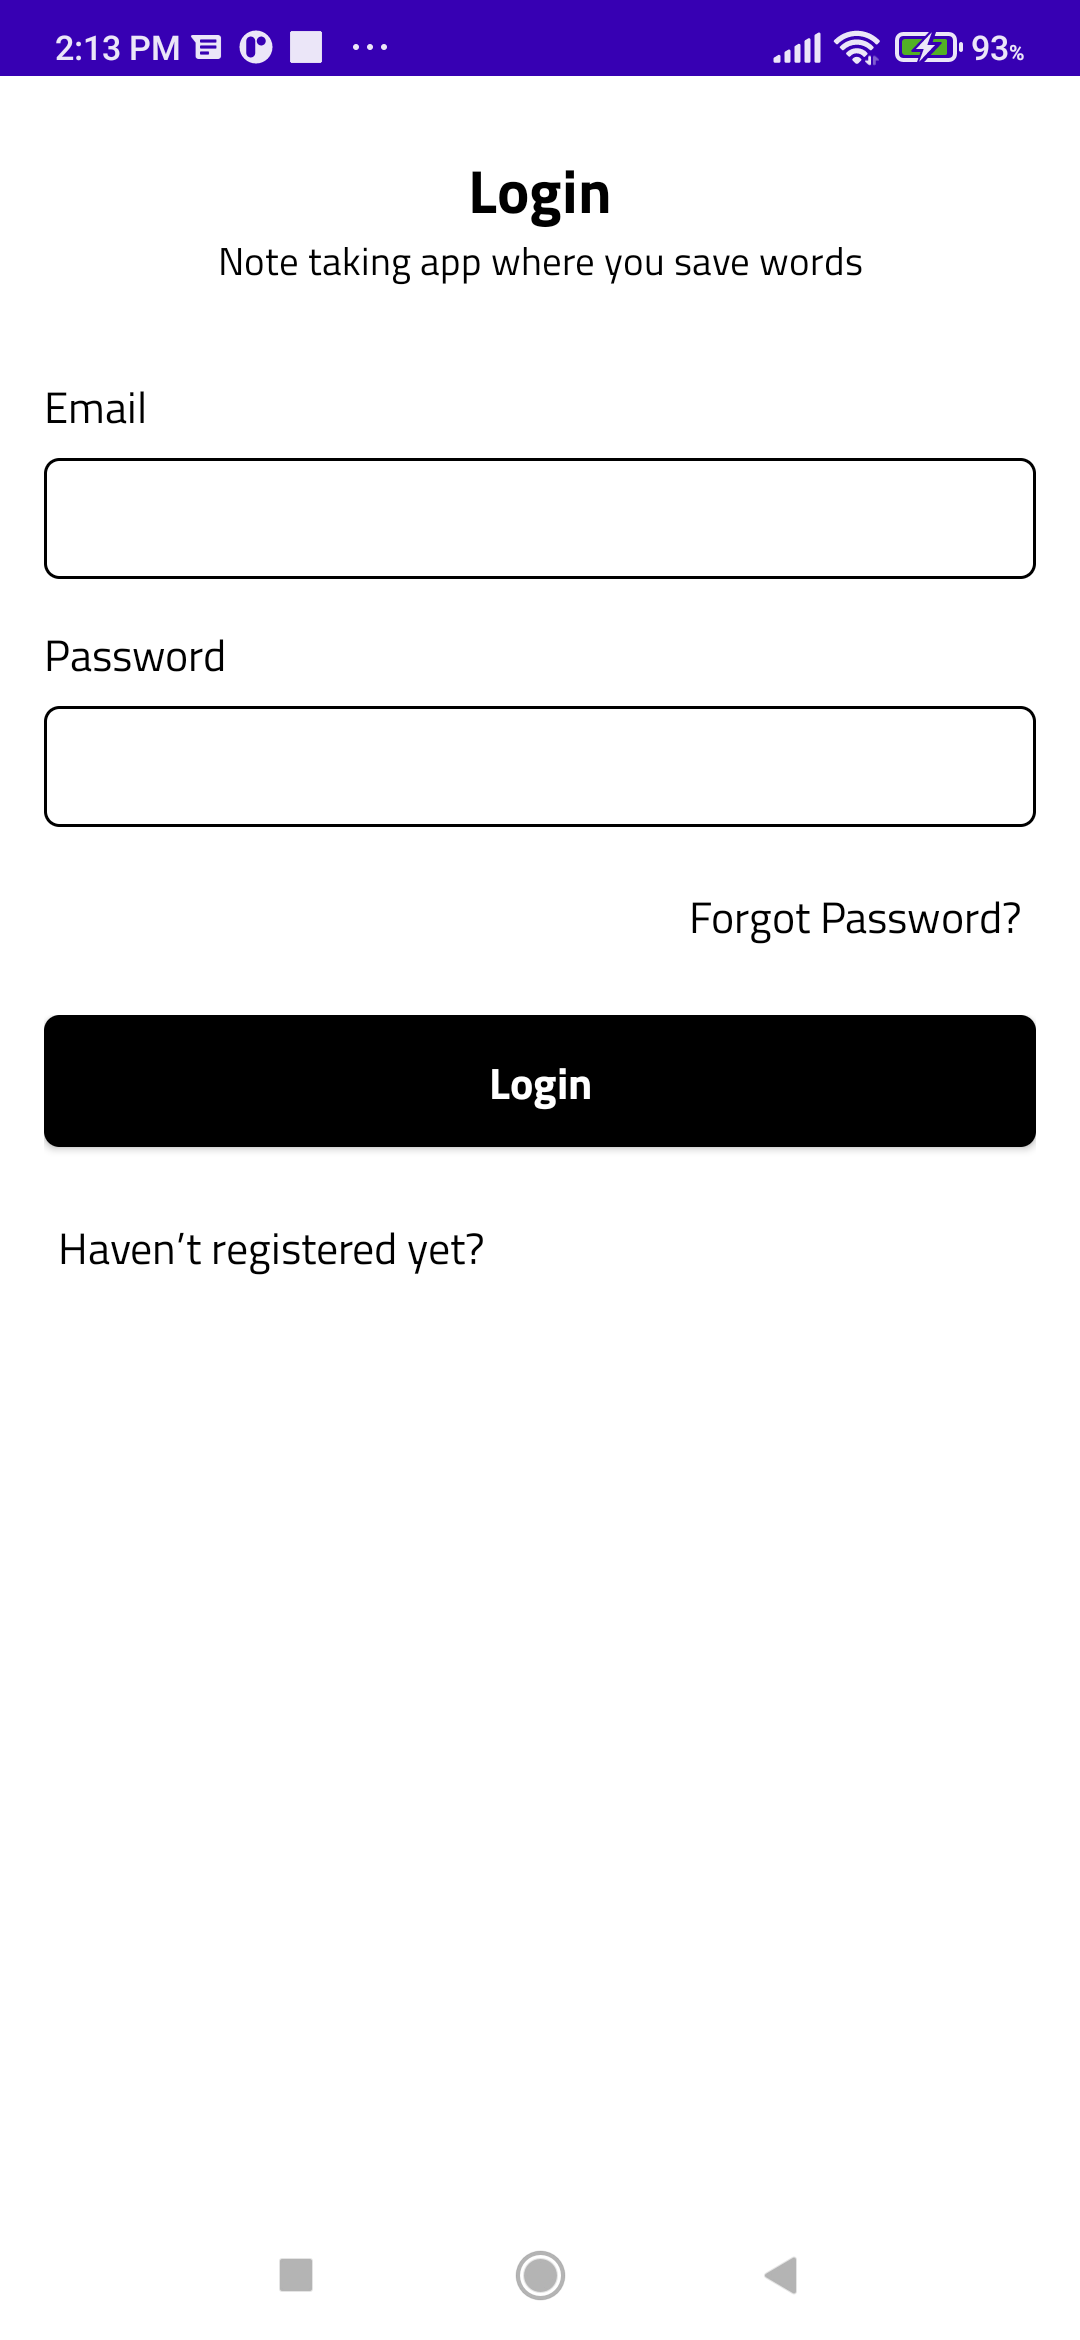 2:13 PM 93%
Login
Note taking app where you save words
Email
Password
Forgot Password?
Login
Haven’t registered yet?